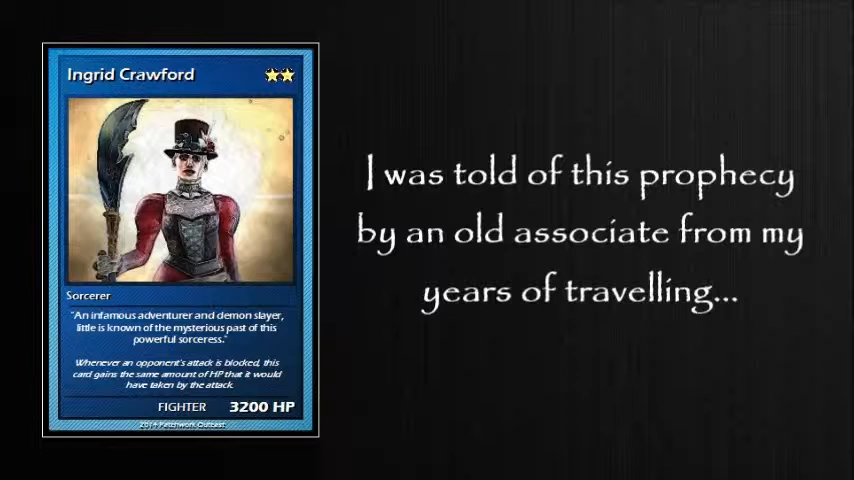 Ingrid Crawford
Sorcerer
"An infamous adventurer and demon slayer,
little is known of the mysterious past of this
powerful sorceress."
Whenever an opponent's attack is blocked, this
card gains the same amount of HP that it would
have taken by the attack.
FIGHTER 3200 HP
2014 Patchwork Outcast
I was told of this prophecy
by an old associate from my
years of travelling...